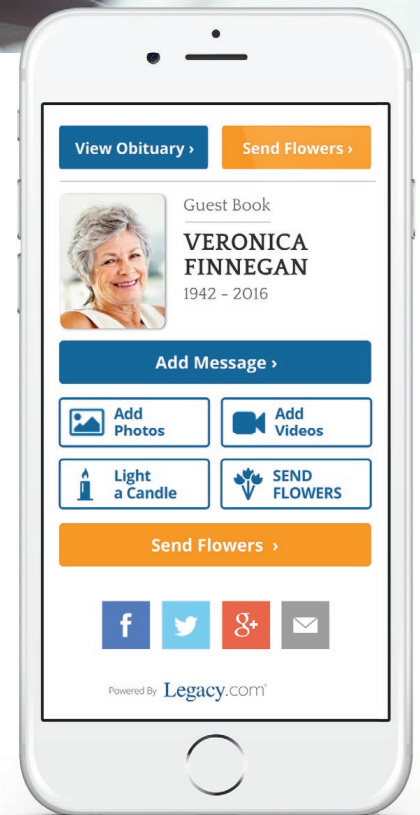 View Obituary ›
Send Flowers ›
Guest Book
VERONICA
FINNEGAN
1942 - 2016
Add Message ›
Add
Photos
Add
Videos
Light
a Candle
SEND
FLOWERS
Send Flowers ›
f
g+
Powered By Legacy.com®